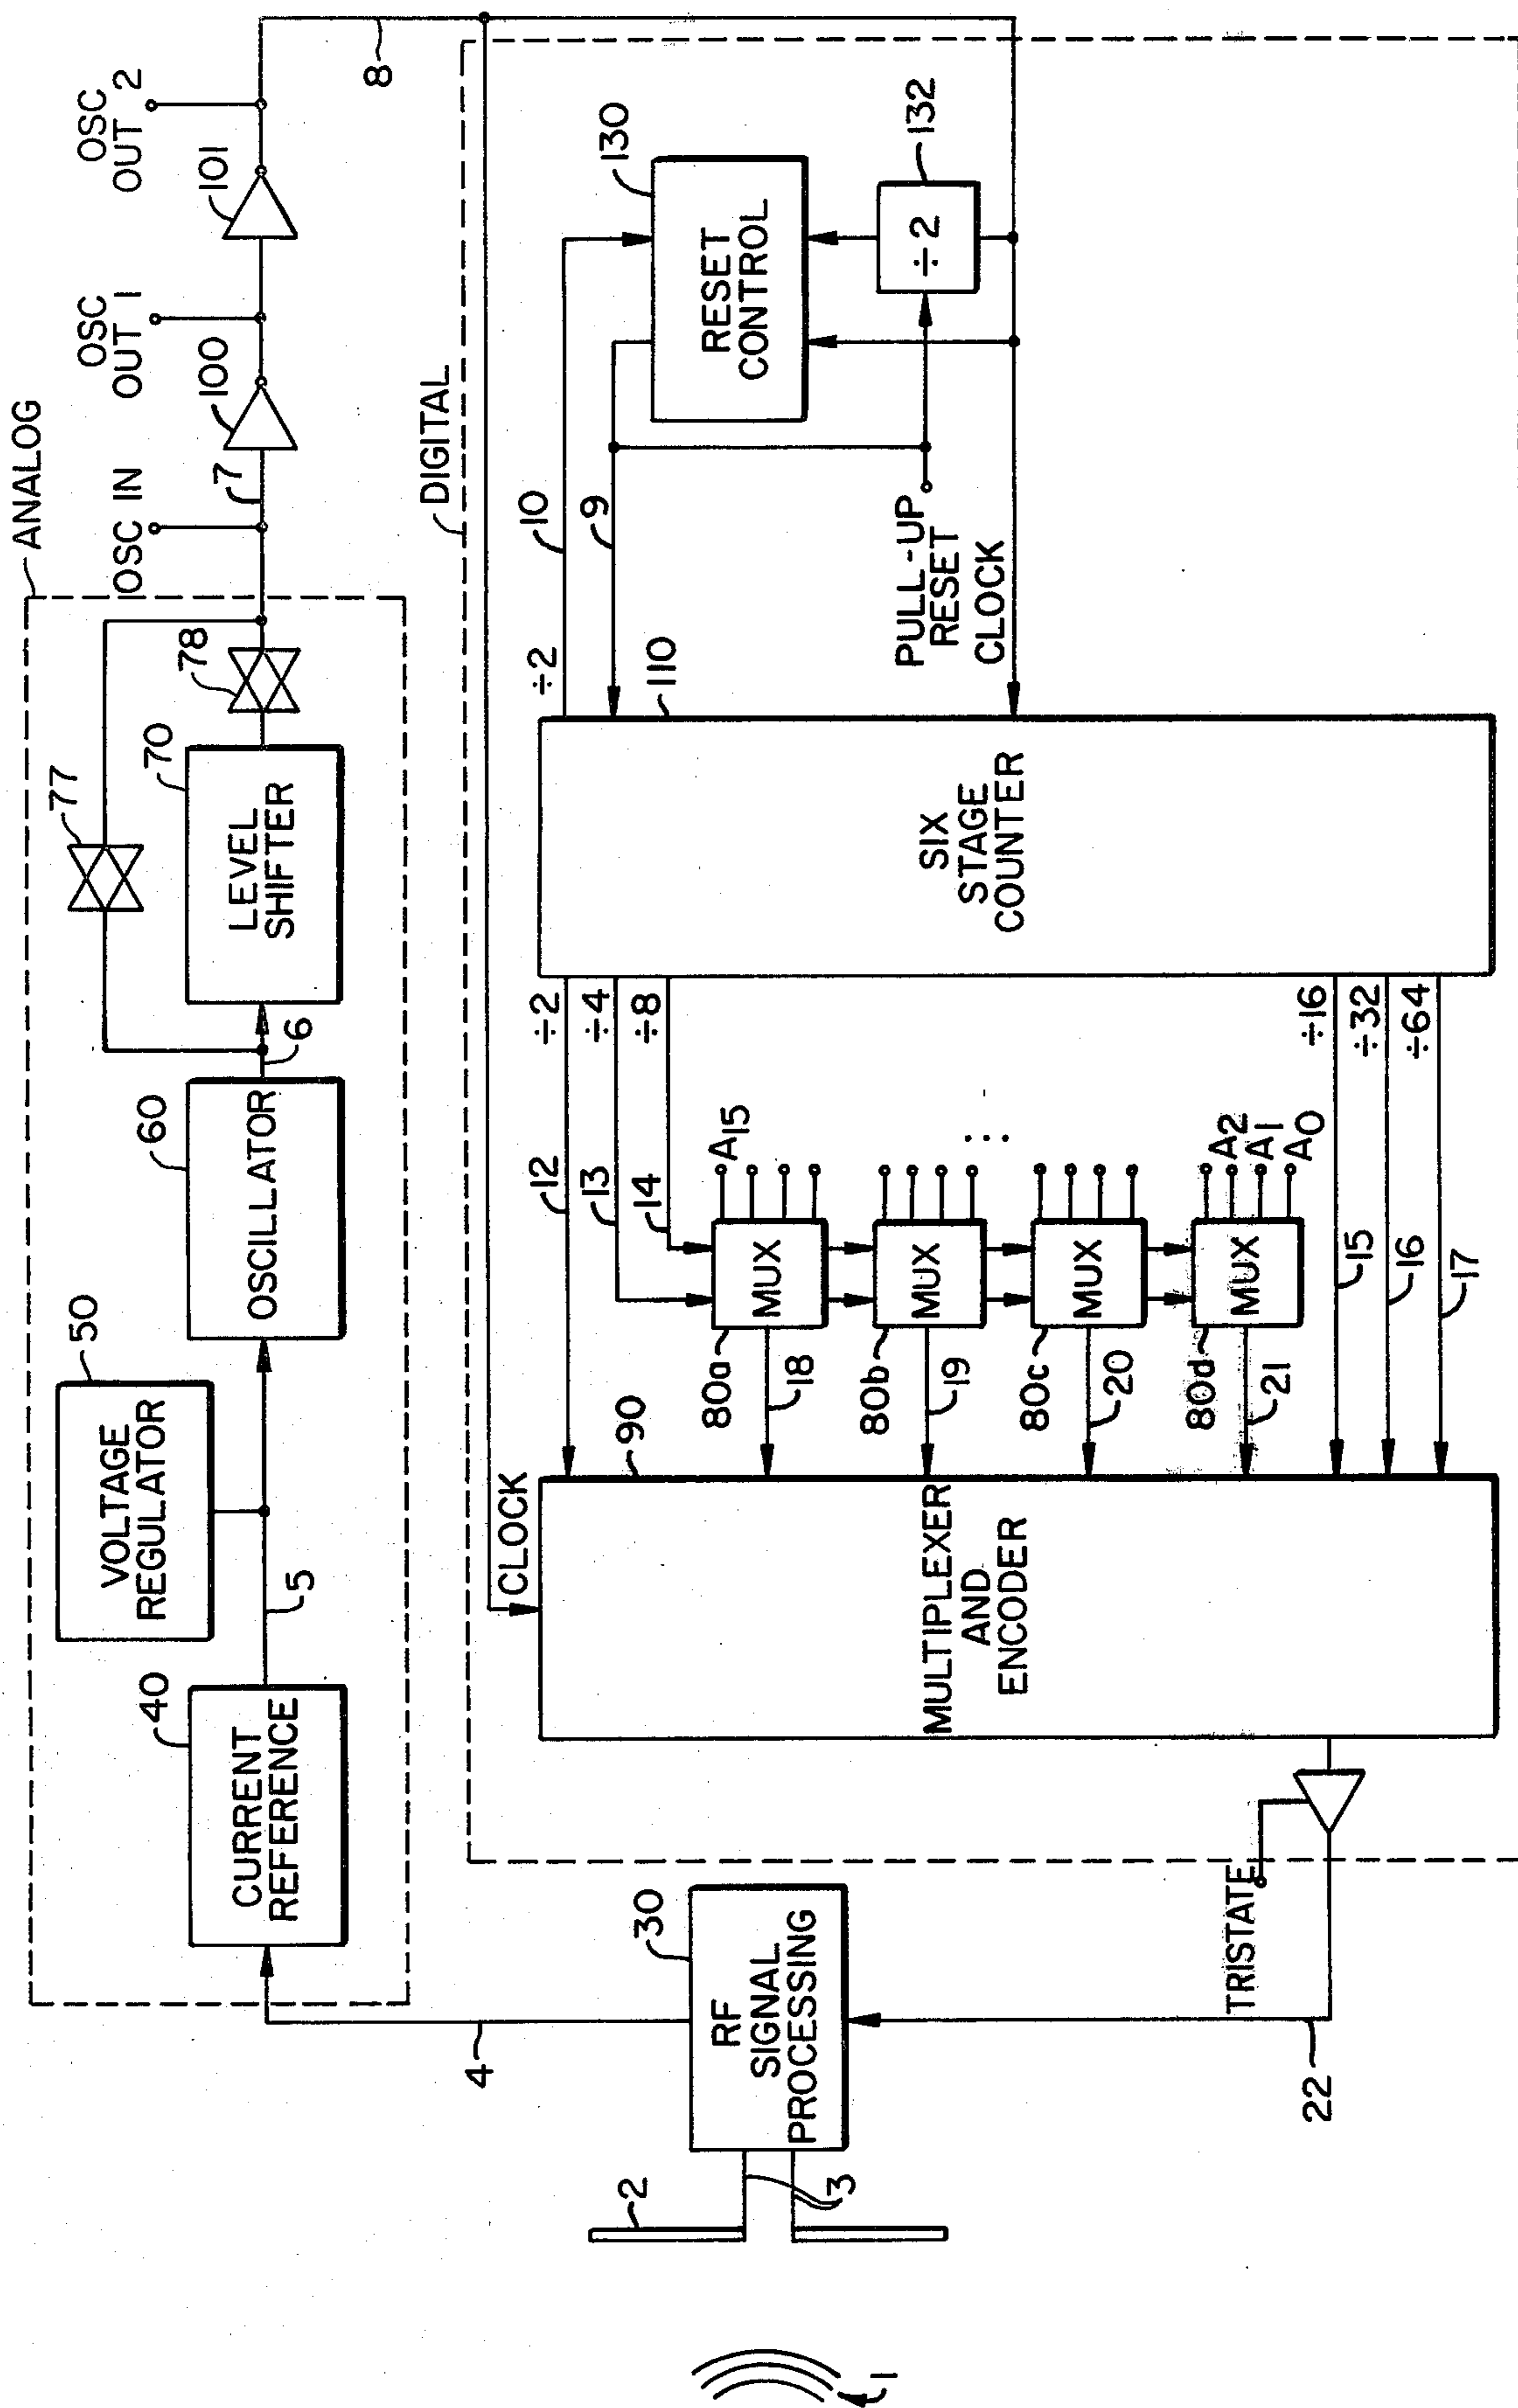 ANALOG
VOLTAGE
REGULATOR
50
CURRENT
REFERENCE
40
5
OSCILLATOR
60
6
LEVEL
SHIFTER
70
77
78
OSC IN
7
100
OSC
OUT 1
101
OSC
OUT 2
8
4
RF
SIGNAL
PROCESSING
30
2
3
1
22
TRISTATE
DIGITAL
CLOCK
MULTIPLEXER
AND
ENCODER
90
12
13
14
÷2
÷4
÷8
MUX
80a
18
A15
MUX
80b
19
...
MUX
80c
20
MUX
80d
21
A2
A1
A0
15
16
17
÷16
÷32
÷64
SIX
STAGE
COUNTER
110
÷2
10
9
PULL-UP
RESET
CLOCK
RESET
CONTROL
130
÷2
132